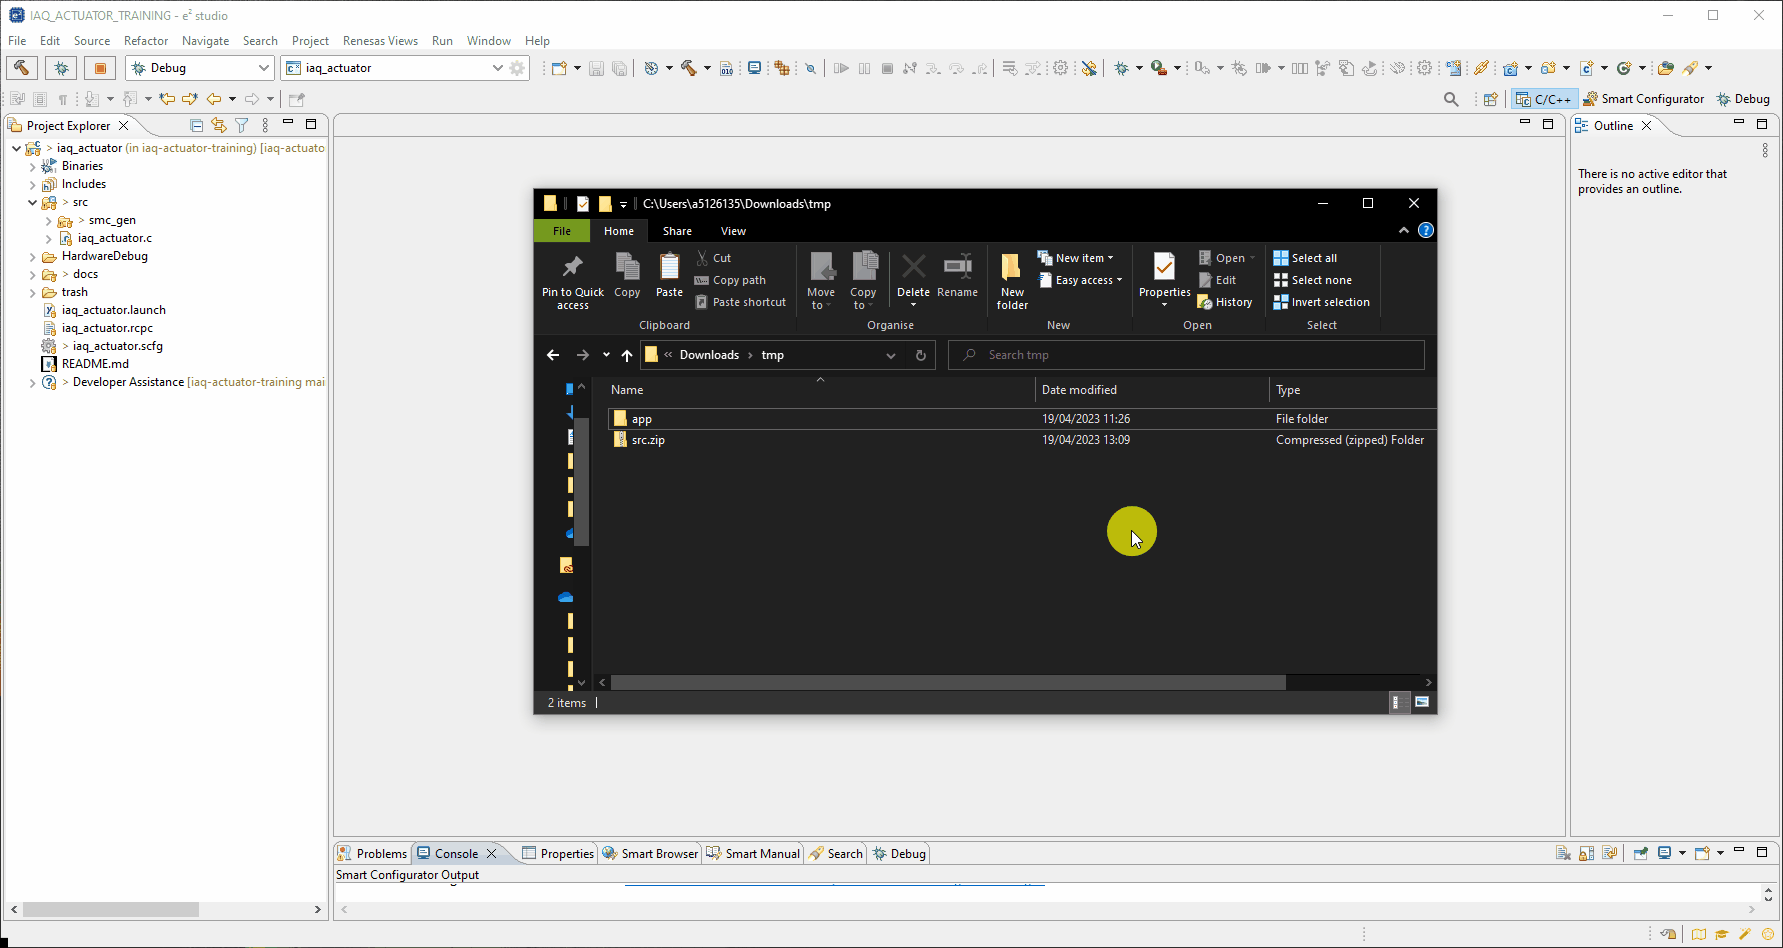 IAQ_ACTUATOR_TRAINING - e² studio
File Edit Source Refactor Navigate Search Project Renesas Views Run Window Help
Debug iaq_actuator
C/C++ Smart Configurator Debug
Project Explorer
iaq_actuator (in iaq-actuator-training) [iaq-actuato
Binaries
Includes
> src
> smc_gen
iaq_actuator.c
HardwareDebug
> docs
trash
iaq_actuator.launch
iaq_actuator.rcpc
> iaq_actuator.scfg
README.md
> Developer Assistance [iaq-actuator-training mai
C:\Users\a5126135\Downloads\tmp
File Home Share View
Pin to Quick access
Copy
Paste
Cut
Copy path
Paste shortcut
Clipboard
Move to
Copy to
Delete
Rename
Organise
New folder
New item
Easy access
New
Properties
Open
Edit
History
Open
Select all
Select none
Invert selection
Select
« Downloads > tmp
Search tmp
Name Date modified Type
app 19/04/2023 11:26 File folder
src.zip 19/04/2023 13:09 Compressed (zipped) Folder
2 items
Outline
There is no active editor that
provides an outline.
Problems Console Properties Smart Browser Smart Manual Search Debug
Smart Configurator Output